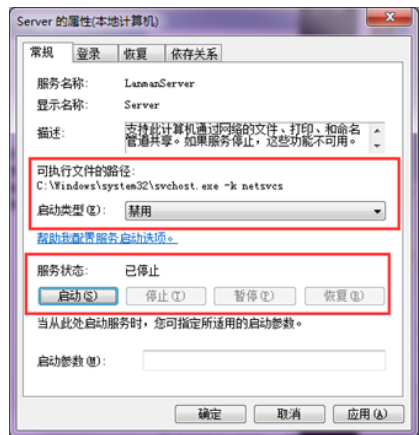 Server 的属性(本地计算机)
常规 登录 恢复 依存关系
服务名称: LanmanServer
显示名称: Server
描述: 支持此计算机通过网络的文件、打印、和命名
管道共享。如果服务停止，这些功能不可用。
可执行文件的路径:
C:\Windows\system32\svchost.exe -k netsvcs
启动类型(E): 禁用
帮助我配置服务启动选项。
服务状态: 已停止
启动(S) 停止(T) 暂停(P) 恢复(R)
当从此处启动服务时，您可指定所适用的启动参数。
启动参数(M):
确定 取消 应用(A)